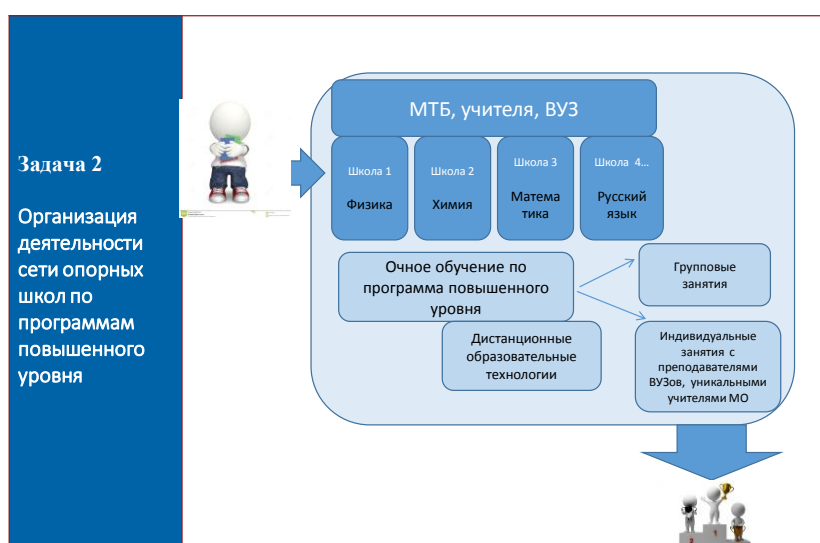 Задача 2
Организация
деятельности
сети опорных
школ по
программам
повышенного
уровня
МТБ, учителя, ВУЗ
Школа 1
Физика
Школа 2
Химия
Школа 3
Матема
тика
Школа 4...
Русский
язык
Очное обучение по
программа повышенного
уровня
Дистанционные
образовательные
технологии
Групповые
занятия
Индивидуальные
занятия с
преподавателями
ВУЗов, уникальными
учителями МО
2
1